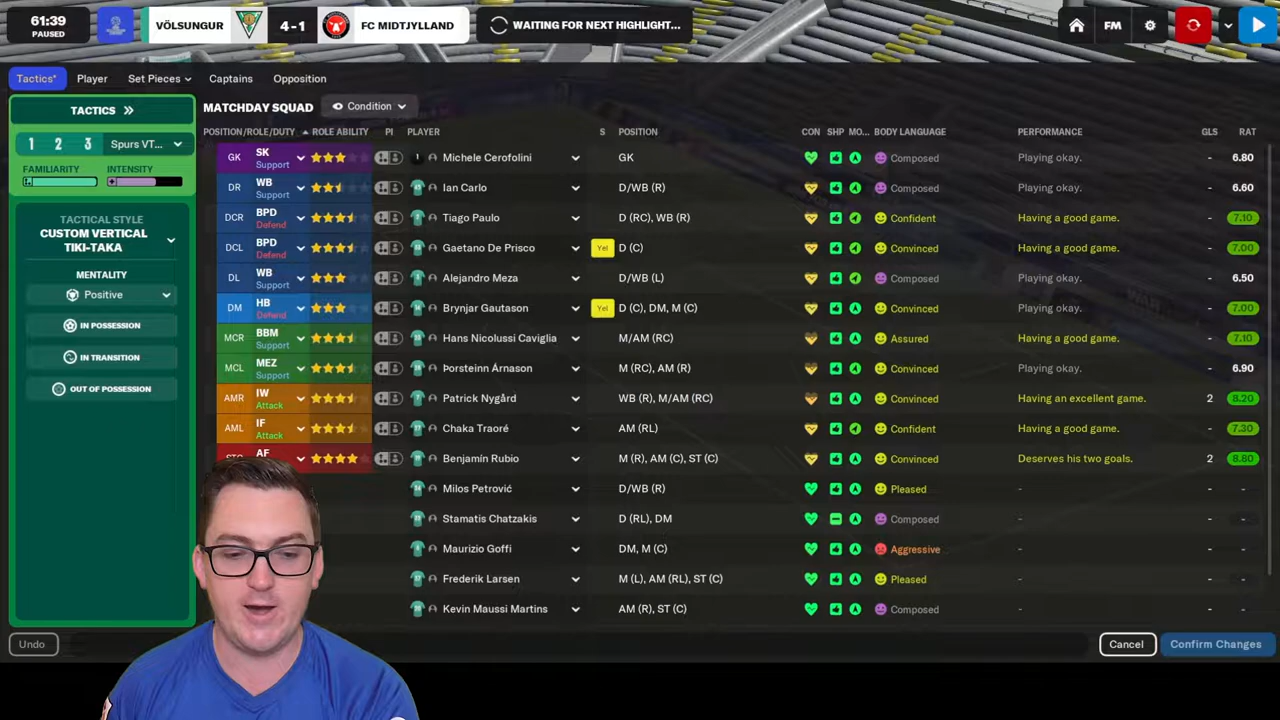 61:39
PAUSED
VÖLSUNGUR
4-1
FC MIDTJYLLAND
WAITING FOR NEXT HIGHLIGHT...
FM
Tactics* Player Set Pieces Captains Opposition
TACTICS
1 2 3 Spurs VT...
FAMILIARITY INTENSITY
TACTICAL STYLE
CUSTOM VERTICAL
TIKI-TAKA
MENTALITY
Positive
IN POSSESSION
IN TRANSITION
OUT OF POSSESSION
MATCHDAY SQUAD Condition
POSITION/ROLE/DUTY ROLE ABILITY PI PLAYER S POSITION CON SHP MO... BODY LANGUAGE PERFORMANCE GLS RAT
GK SK Support 1 Michele Cerofolini GK Composed Playing okay. - 6.80
DR WB Support Ian Carlo D/WB (R) Composed Playing okay. - 6.60
DCR BPD Defend Tiago Paulo D (RC), WB (R) Confident Having a good game. - 7.10
DCL BPD Defend Gaetano De Prisco Yel D (C) Convinced Having a good game. - 7.00
DL WB Support Alejandro Meza D/WB (L) Composed Playing okay. - 6.50
DM HB Defend Brynjar Gautason Yel D (C), DM, M (C) Convinced Having a good game. - 7.00
MCR BBM Support Hans Nicolussi Caviglia M/AM (RC) Assured Having a good game. - 7.10
MCL MEZ Support Þorsteinn Árnason M (RC), AM (R) Convinced Playing okay. - 6.90
AMR IW Attack Patrick Nygård WB (R), M/AM (RC) Convinced Having an excellent game. 2 8.20
AML IF Attack Chaka Traoré AM (RL) Confident Having a good game. - 7.30
AF Benjamín Rubio M (R), AM (C), ST (C) Convinced Deserves his two goals. 2 8.80
Milos Petrović D/WB (R) Pleased - -
Stamatis Chatzakis D (RL), DM Composed - -
Maurizio Goffi DM, M (C) Aggressive - -
Frederik Larsen M (L), AM (RL), ST (C) Pleased - -
Kevin Maussi Martins AM (R), ST (C) Composed - -
Undo
Cancel
Confirm Changes